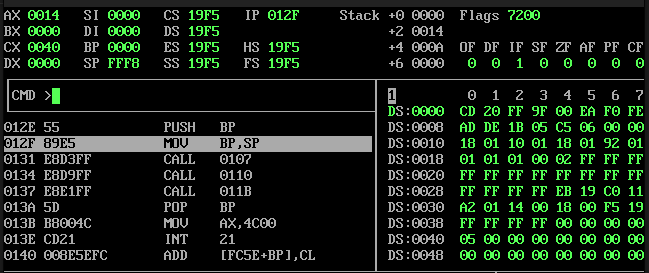 AX 0014 SI 0000 CS 19F5 IP 012F Stack +0 0000 Flags 7200
BX 0000 DI 0000 DS 19F5 +2 0014
CX 0040 BP 0000 ES 19F5 HS 19F5 +4 000A OF DF IF SF ZF AF PF CF
DX 0000 SP FFF8 SS 19F5 FS 19F5 +6 0000 0 0 1 0 0 0 0 0
CMD > 1 0 1 2 3 4 5 6 7
DS:0000 CD 20 FF 9F 00 EA F0 FE
012E 55 PUSH BP DS:0008 AD DE 1B 05 C5 06 00 00
012F 89E5 MOV BP,SP DS:0010 18 01 10 01 18 01 92 01
0131 E8D3FF CALL 0107 DS:0018 01 01 01 00 02 FF FF FF
0134 E8D9FF CALL 0110 DS:0020 FF FF FF FF FF FF FF FF
0137 E8E1FF CALL 011B DS:0028 FF FF FF FF EB 19 C0 11
013A 5D POP BP DS:0030 A2 01 14 00 18 00 F5 19
013B B8004C MOV AX,4C00 DS:0038 FF FF FF FF 00 00 00 00
013E CD21 INT 21 DS:0040 05 00 00 00 00 00 00 00
0140 008E5EFC ADD [FC5E+BP],CL DS:0048 00 00 00 00 00 00 00 00